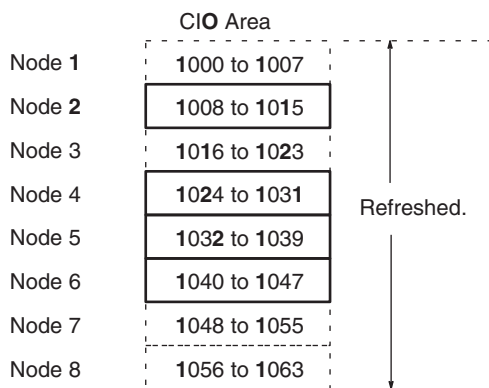 CIO Area
Node 1 1000 to 1007
Node 2 1008 to 1015
Node 3 1016 to 1023
Node 4 1024 to 1031
Refreshed.
Node 5 1032 to 1039
Node 6 1040 to 1047
Node 7 1048 to 1055
Node 8 1056 to 1063